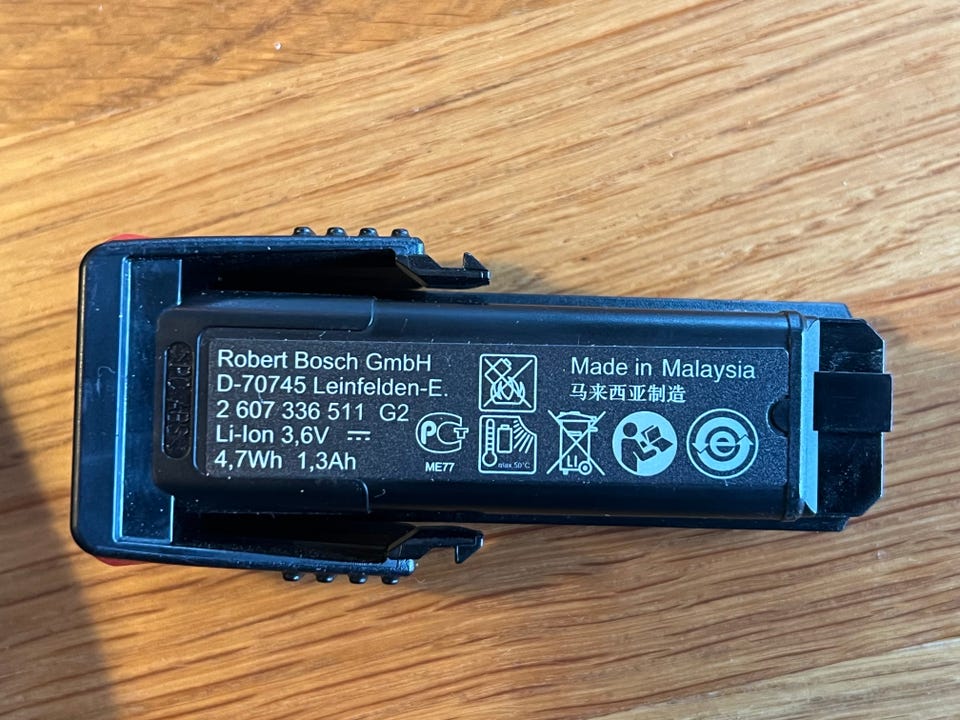 Robert Bosch GmbH
D-70745 Leinfelden-E.
2 607 336 511 G2
Li-Ion 3,6V
4,7Wh 1,3Ah
ME77
max.50°C
Li
Made in Malaysia
马来西亚制造
e